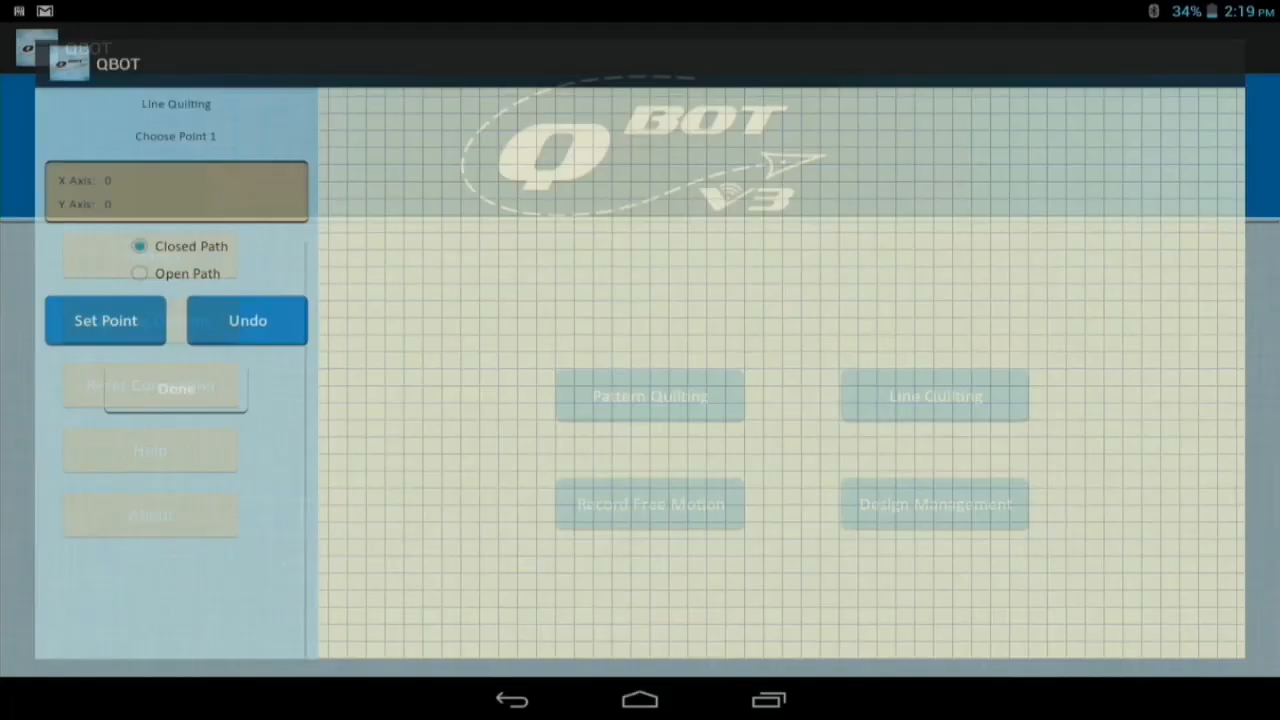 34% 2:19 PM
QBOT
QBOT
Line Quilting
Choose Point 1
X Axis: 0
Y Axis: 0
Closed Path
Open Path
Set Point
Undo
Done
Help
About
QBOT
V3
Pattern Quilting
Line Quilting
Record Free Motion
Design Management